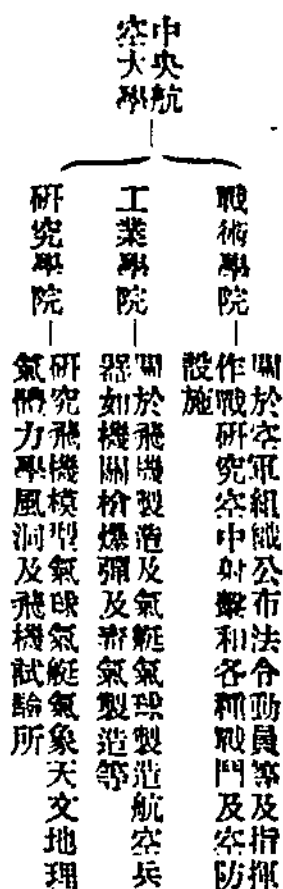 中央航
空大學
戰術學院
關於空軍組織公布法令動員等及指揮
作戰研究空中射擊和各種戰鬥及空防
設施
工業學院
關於飛機製造及氣艇氣球製造航空兵
器如機關槍爆彈及毒氣製造等
研究學院
研究飛機模型氣球氣艇氣象天文地理
氣體力學風洞及飛機試驗所